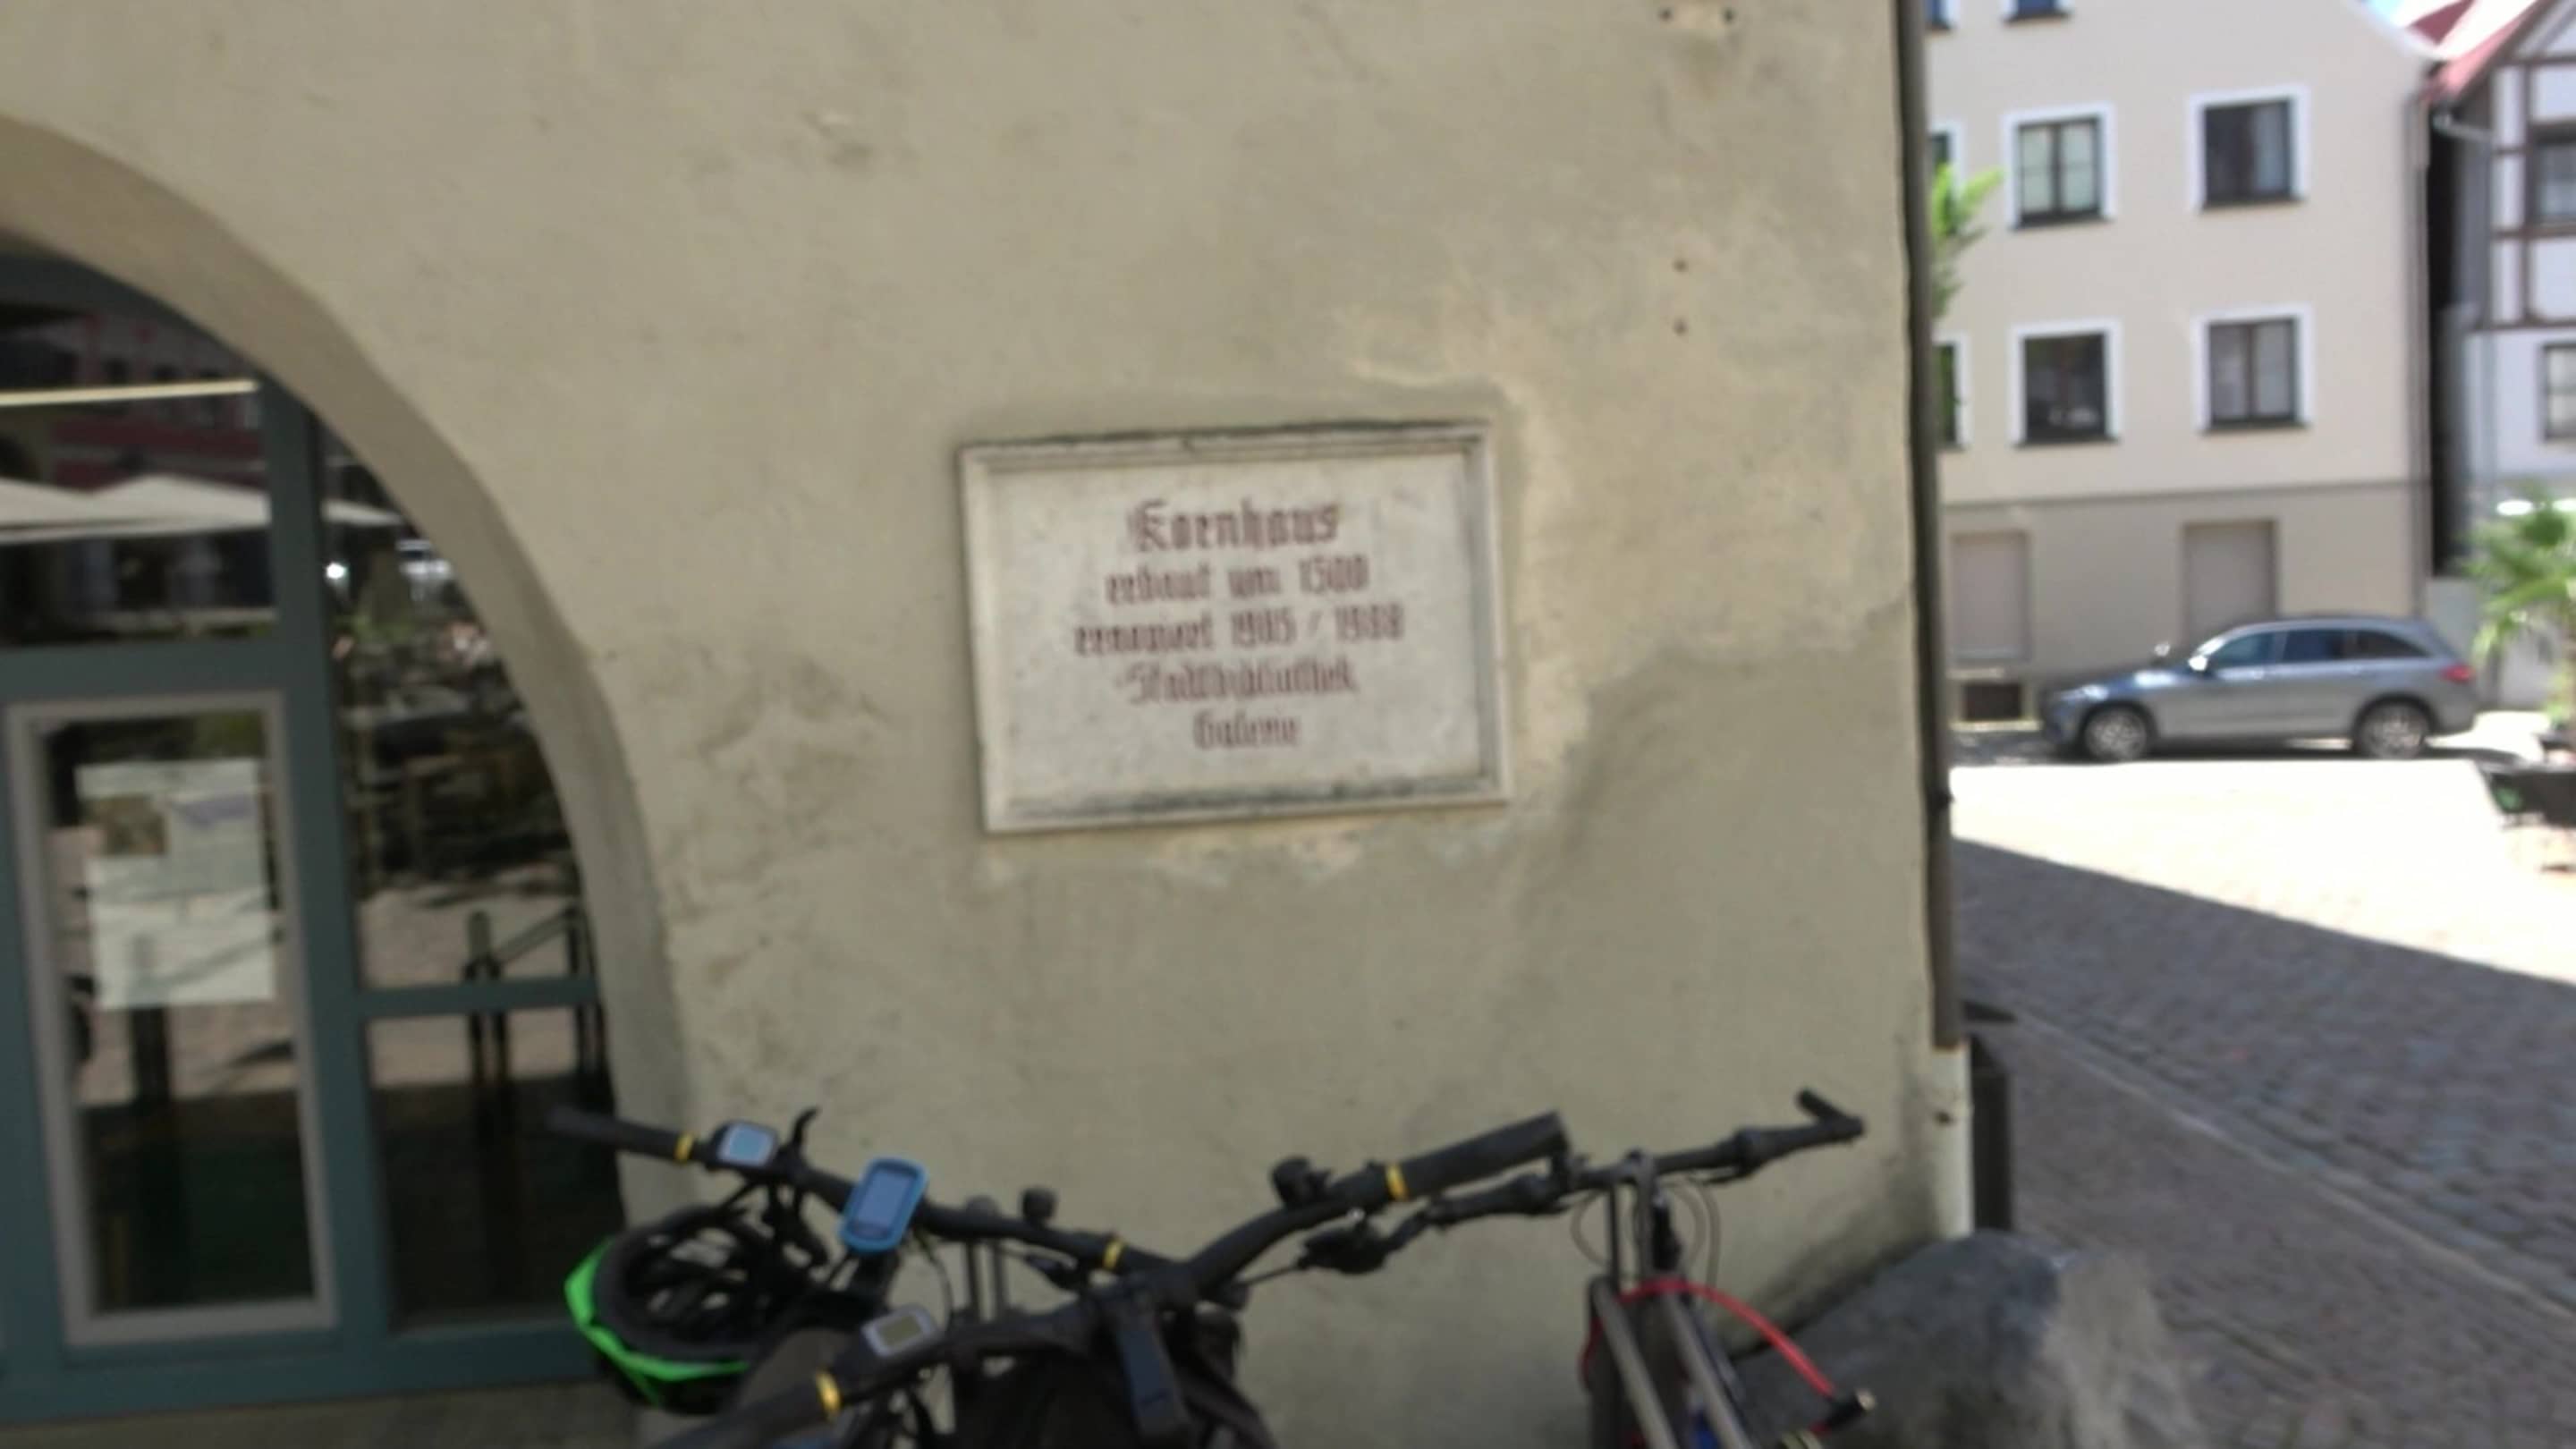 Kornhaus
erbaut um 1500
renoviert 1985 / 1988
Stadtbibliothek
Galerie